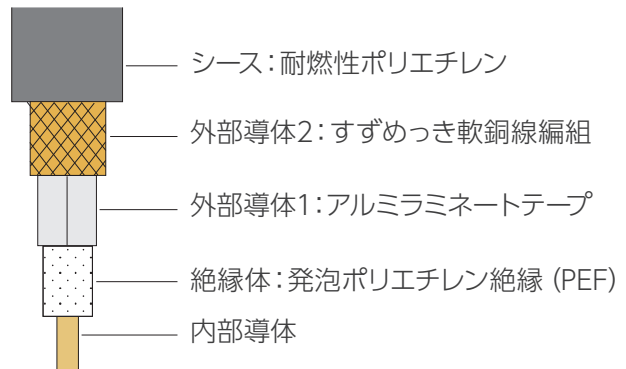 シース：耐燃性ポリエチレン
外部導体2：すずめっき軟銅線編組
外部導体1：アルミラミネートテープ
絶縁体：発泡ポリエチレン絶縁 (PEF)
内部導体